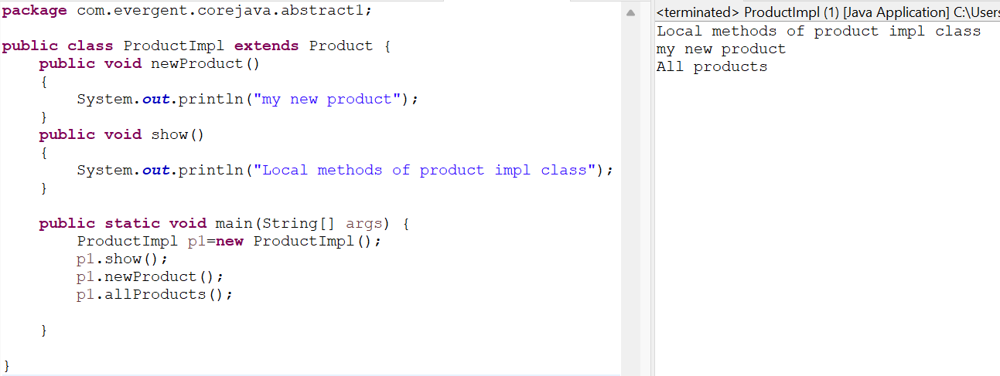 package com.evergent.corejava.abstract1;
public class ProductImpl extends Product {
public void newProduct()
{
System.out.println("my new product");
}
public void show()
{
System.out.println("Local methods of product impl class");
}
public static void main(String[] args) {
ProductImpl p1=new ProductImpl();
p1.show();
p1.newProduct();
p1.allProducts();
}
}
<terminated> ProductImpl (1) [Java Application] C:\Users
Local methods of product impl class
my new product
All products